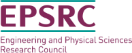 EPSRC
Engineering and Physical Sciences
Research Council